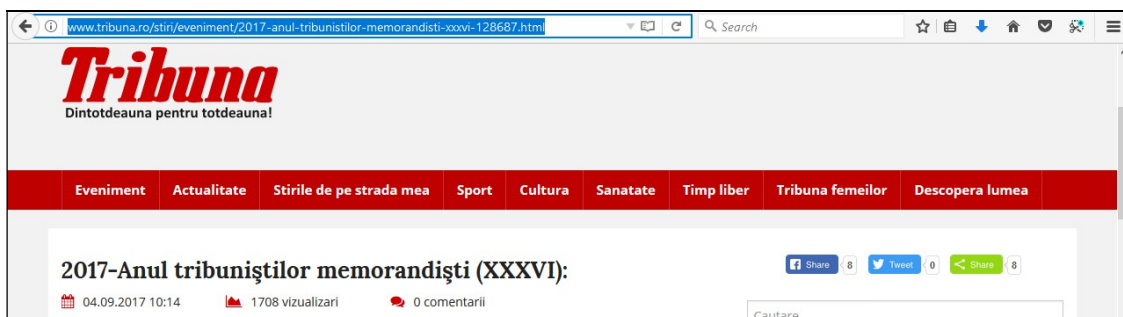 www.tribuna.ro/stiri/eveniment/2017-anul-tribunistilor-memorandisti-xxxvi-128687.html
Search
Tribuna
Dintotdeauna pentru totdeauna!
Eveniment Actualitate Stirile de pe strada mea Sport Cultura Sanatate Timp liber Tribuna femeilor Descopera lumea
2017-Anul tribuniştilor memorandişti (XXXVI):
Share 8 Tweet 0 Share 8
04.09.2017 10:14 1708 vizualizari 0 comentarii
Cautare